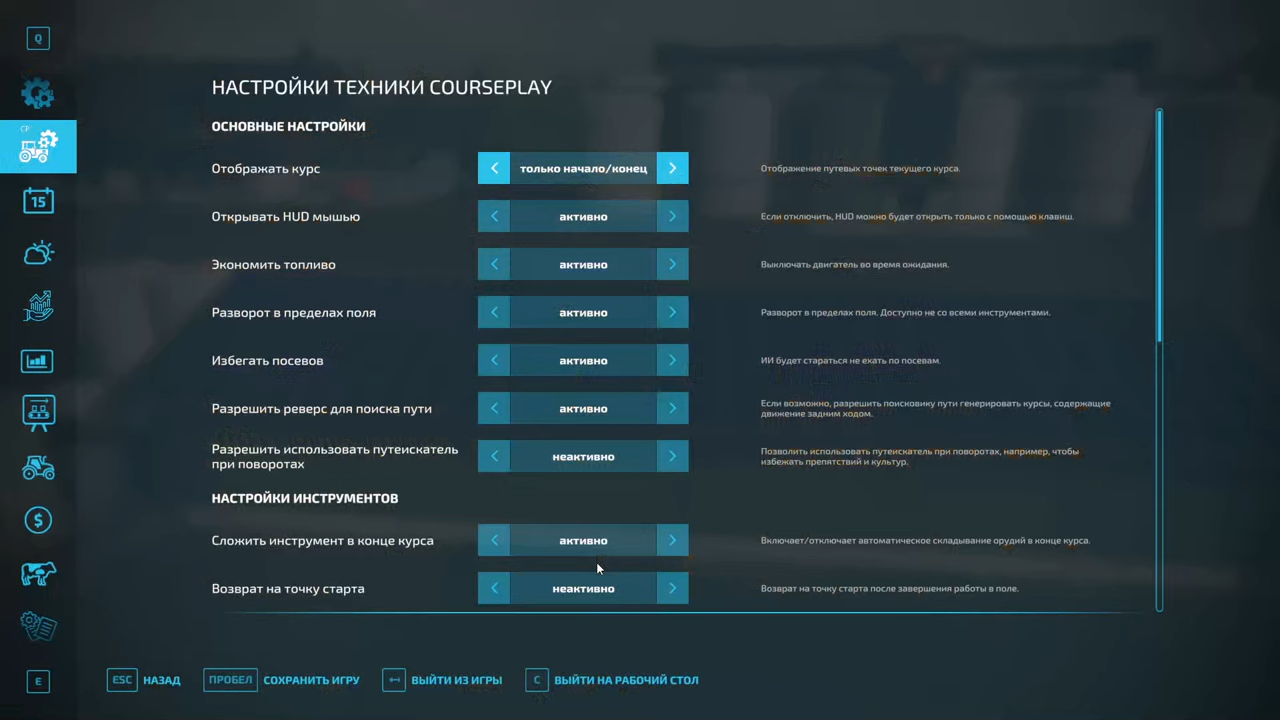 Q
НАСТРОЙКИ ТЕХНИКИ COURSEPLAY
ОСНОВНЫЕ НАСТРОЙКИ
CP
Отображать курс
только начало/конец
Отображение путевых точек текущего курса.
15
Открывать HUD мышью
активно
Если отключить, HUD можно будет открыть только с помощью клавиш.
Экономить топливо
активно
Выключать двигатель во время ожидания.
Разворот в пределах поля
активно
Разворот в пределах поля. Доступно не со всеми инструментами.
Избегать посевов
активно
ИИ будет стараться не ехать по посевам.
Разрешить реверс для поиска пути
активно
Если возможно, разрешить поисковику пути генерировать курсы, содержащие
движение задним ходом.
Разрешить использовать путеискатель
при поворотах
неактивно
Позволить использовать путеискатель при поворотах, например, чтобы
избежать препятствий и культур.
НАСТРОЙКИ ИНСТРУМЕНТОВ
$
Сложить инструмент в конце курса
активно
Включает/отключает автоматическое складывание орудий в конце курса.
Возврат на точку старта
неактивно
Возврат на точку старта после завершения работы в поле.
E
ESC НАЗАД
ПРОБЕЛ СОХРАНИТЬ ИГРУ
ВЫЙТИ ИЗ ИГРЫ
C ВЫЙТИ НА РАБОЧИЙ СТОЛ